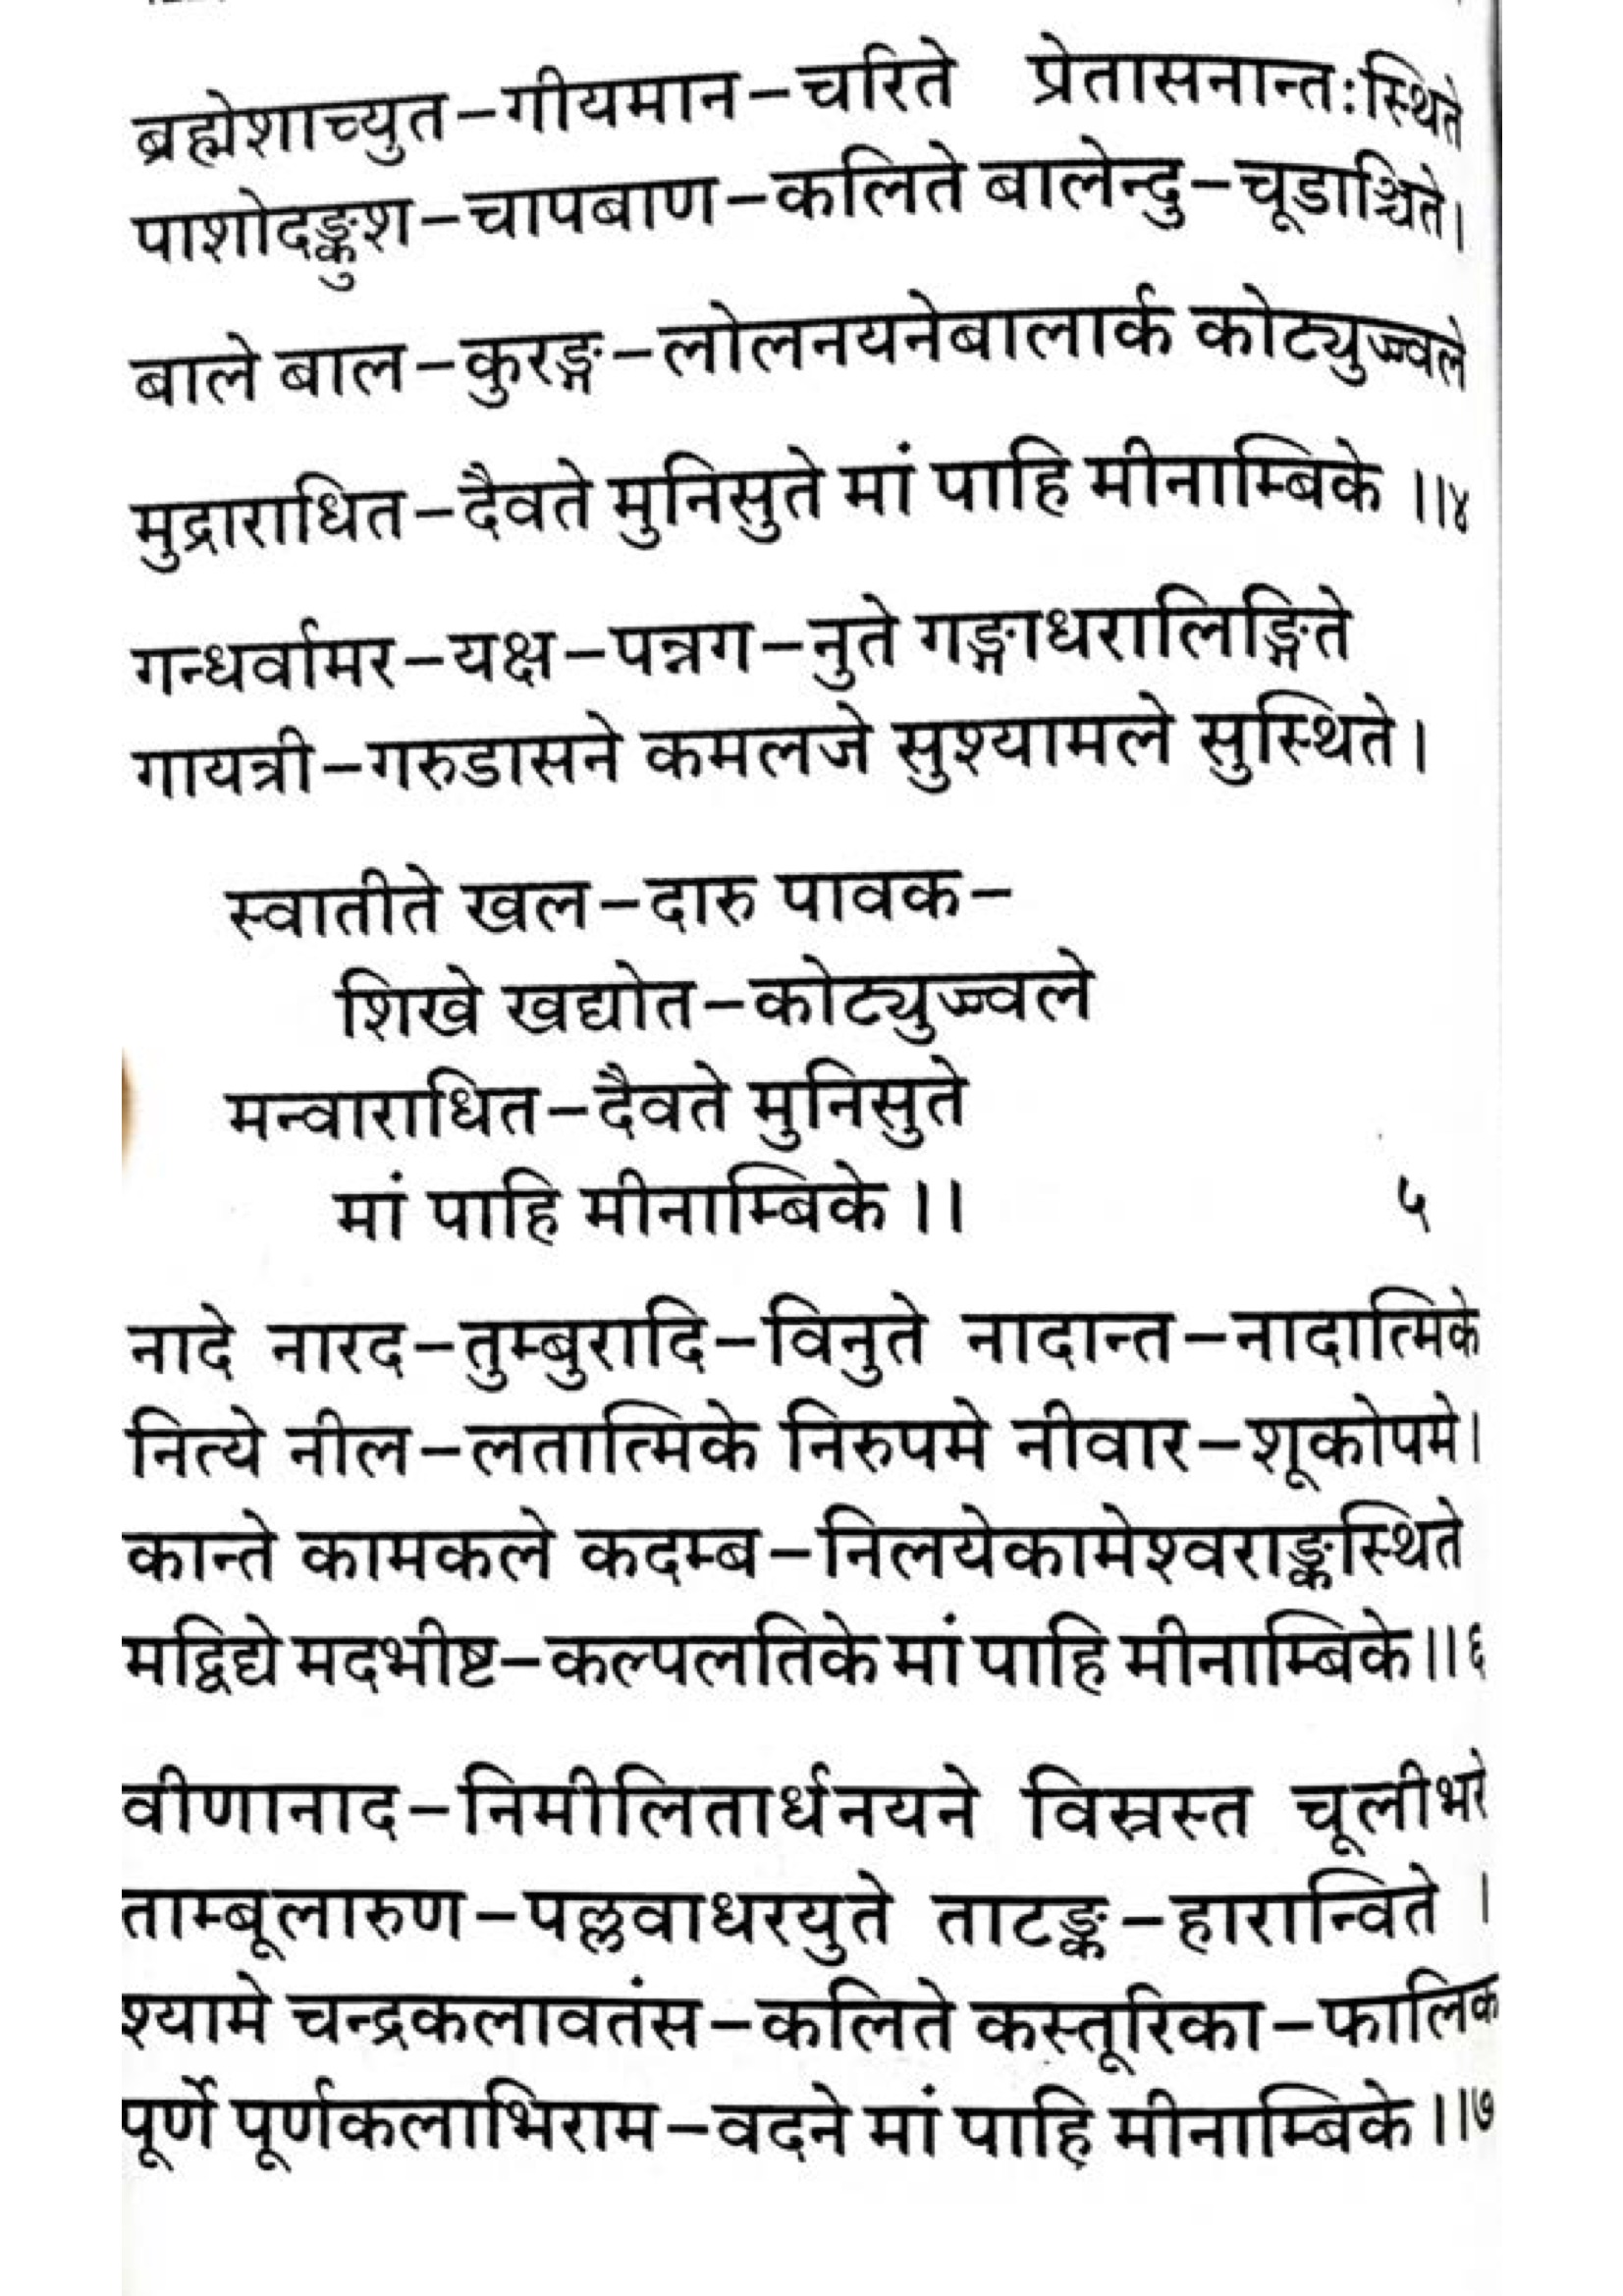 ब्रह्मेशाच्युत–गीयमान–चरिते प्रेतासनान्तःस्थिते
पाशोदङ्कुश–चापबाण–कलिते बालेन्दु–चूडाञ्चिते।
बाले बाल–कुरङ्ग–लोलनयनेबालार्क कोट्युज्ज्वले
मुद्राराधित–दैवते मुनिसुते मां पाहि मीनाम्बिके ।।४
गन्धर्वामर–यक्ष–पन्नग–नुते गङ्गाधरालिङ्गिते
गायत्री–गरुडासने कमलजे सुश्यामले सुस्थिते।
स्वातीते खल–दारु पावक–
शिखे खद्योत–कोट्युज्ज्वले
मन्वाराधित–दैवते मुनिसुते
मां पाहि मीनाम्बिके ।। ५
नादे नारद–तुम्बुरादि–विनुते नादान्त–नादात्मिके
नित्ये नील–लतात्मिके निरुपमे नीवार–शूकोपमे।
कान्ते कामकले कदम्ब–निलयेकामेश्वराङ्कस्थिते
मद्विद्ये मदभीष्ट–कल्पलतिके मां पाहि मीनाम्बिके।।६
वीणानाद–निमीलितार्धनयने विस्रस्त चूलीभरे
ताम्बूलारुण–पल्लवाधरयुते ताटङ्क–हारान्विते ।
श्यामे चन्द्रकलावतंस–कलिते कस्तूरिका–फालिक
पूर्णे पूर्णकलाभिराम–वदने मां पाहि मीनाम्बिके।।७